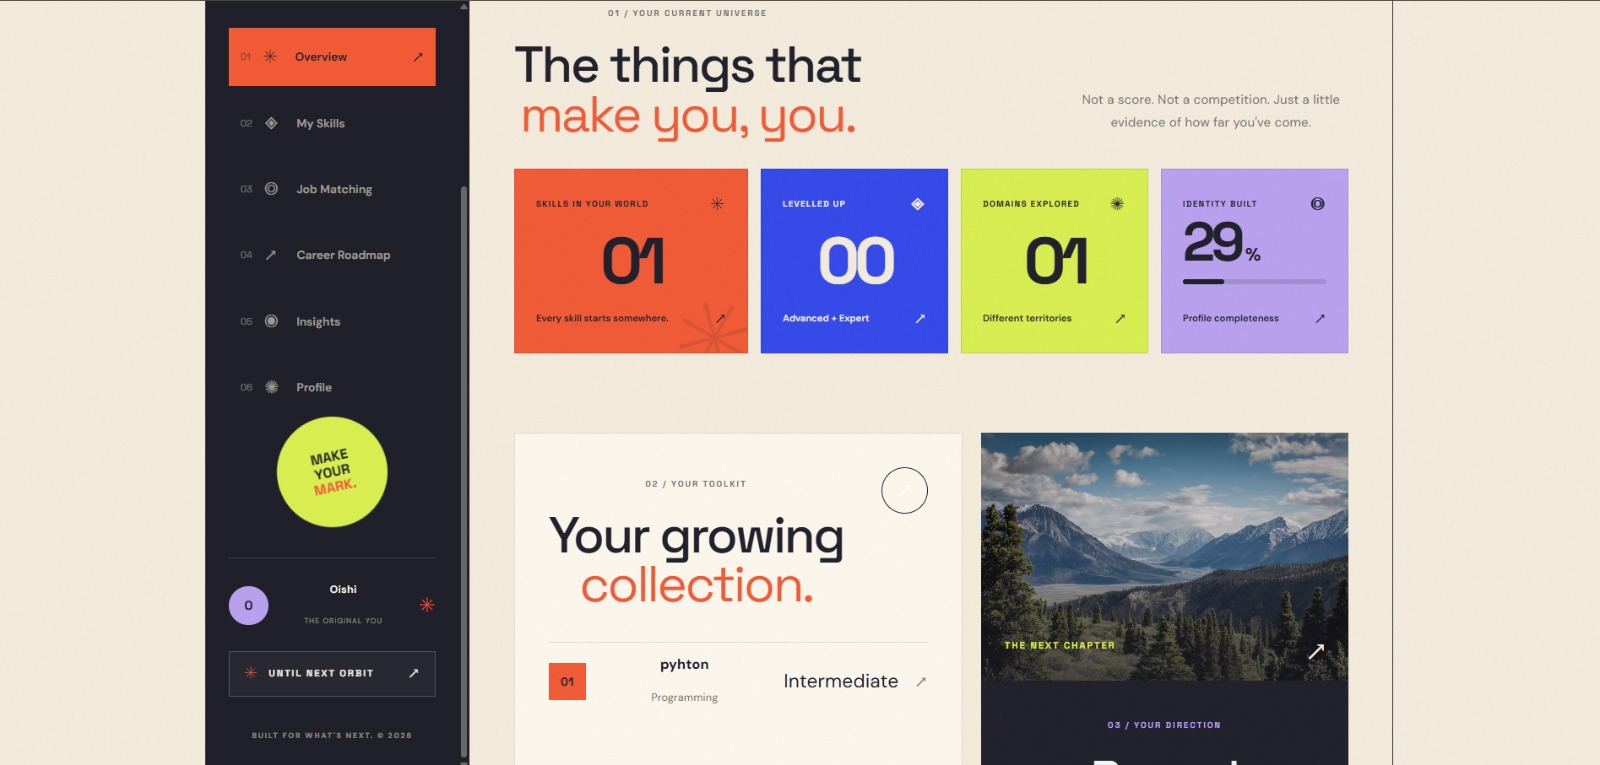 01 Overview
02 My Skills
03 Job Matching
04 Career Roadmap
05 Insights
06 Profile
MAKE
YOUR
MARK.
O
Oishi
THE ORIGINAL YOU
UNTIL NEXT ORBIT
BUILT FOR WHAT'S NEXT. © 2026
01 / YOUR CURRENT UNIVERSE
The things that
make you, you.
Not a score. Not a competition. Just a little
evidence of how far you've come.
SKILLS IN YOUR WORLD
01
Every skill starts somewhere.
LEVELLED UP
00
Advanced + Expert
DOMAINS EXPLORED
01
Different territories
IDENTITY BUILT
29%
Profile completeness
02 / YOUR TOOLKIT
Your growing
collection.
01
pyhton
Programming
Intermediate
THE NEXT CHAPTER
03 / YOUR DIRECTION